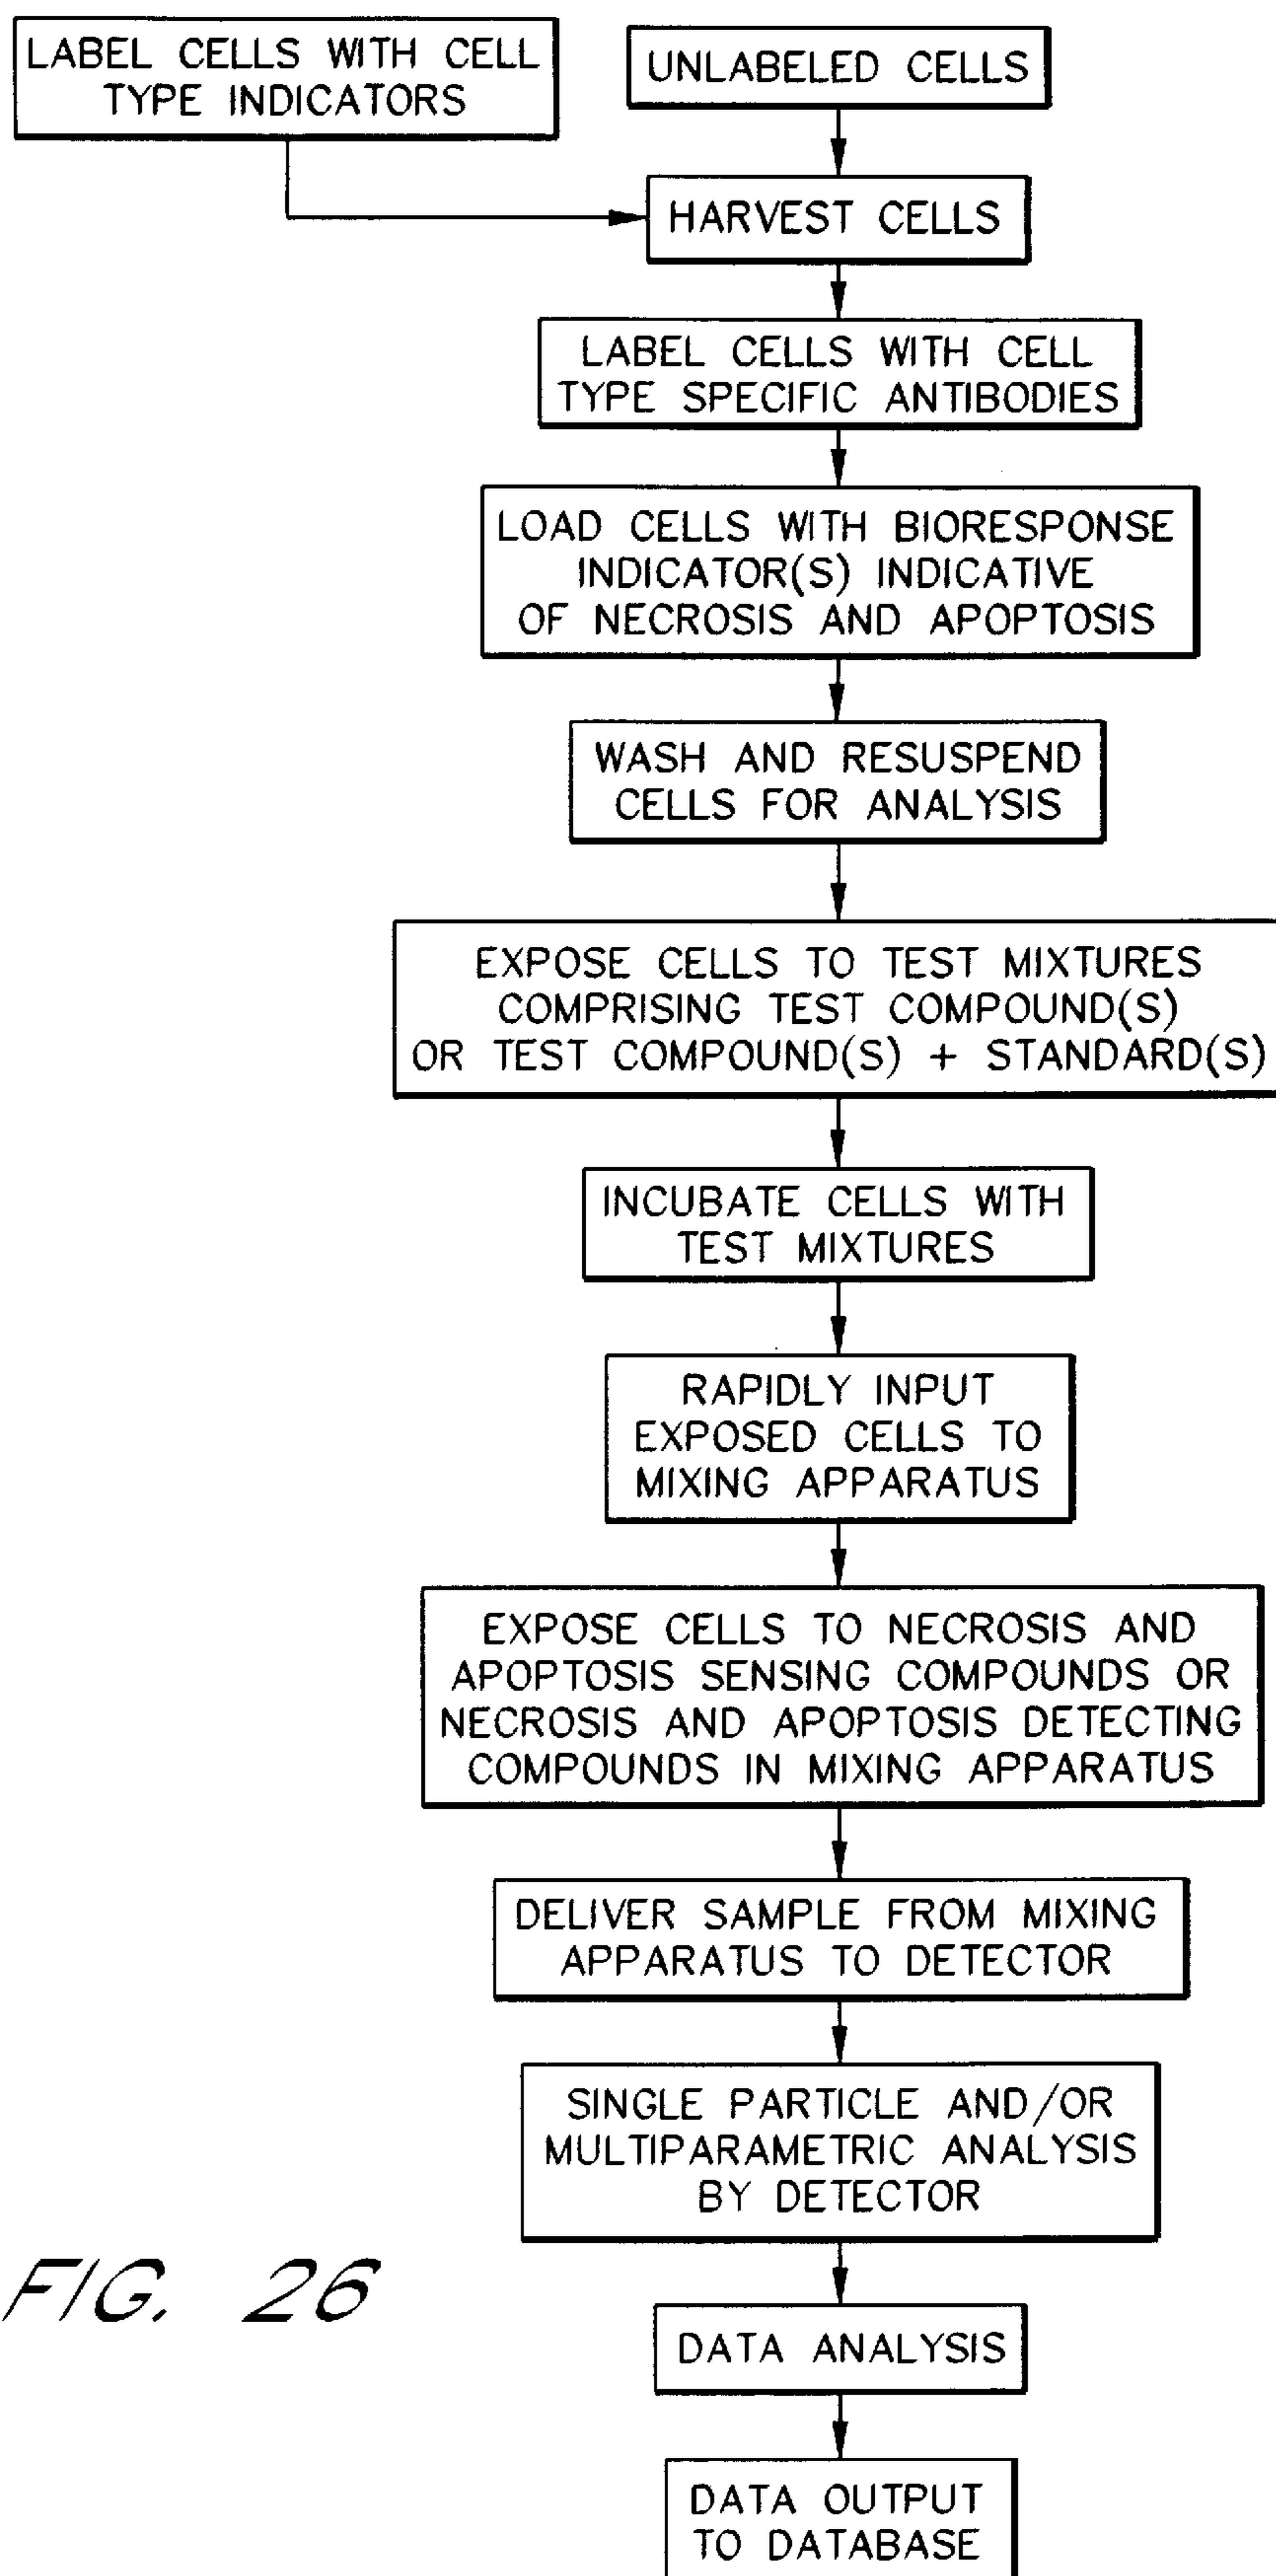 LABEL CELLS WITH CELL
TYPE INDICATORS
UNLABELED CELLS
HARVEST CELLS
LABEL CELLS WITH CELL
TYPE SPECIFIC ANTIBODIES
LOAD CELLS WITH BIORESPONSE
INDICATOR(S) INDICATIVE
OF NECROSIS AND APOPTOSIS
WASH AND RESUSPEND
CELLS FOR ANALYSIS
EXPOSE CELLS TO TEST MIXTURES
COMPRISING TEST COMPOUND(S)
OR TEST COMPOUND(S) + STANDARD(S)
INCUBATE CELLS WITH
TEST MIXTURES
RAPIDLY INPUT
EXPOSED CELLS TO
MIXING APPARATUS
EXPOSE CELLS TO NECROSIS AND
APOPTOSIS SENSING COMPOUNDS OR
NECROSIS AND APOPTOSIS DETECTING
COMPOUNDS IN MIXING APPARATUS
DELIVER SAMPLE FROM MIXING
APPARATUS TO DETECTOR
SINGLE PARTICLE AND/OR
MULTIPARAMETRIC ANALYSIS
BY DETECTOR
DATA ANALYSIS
DATA OUTPUT
TO DATABASE
FIG. 26